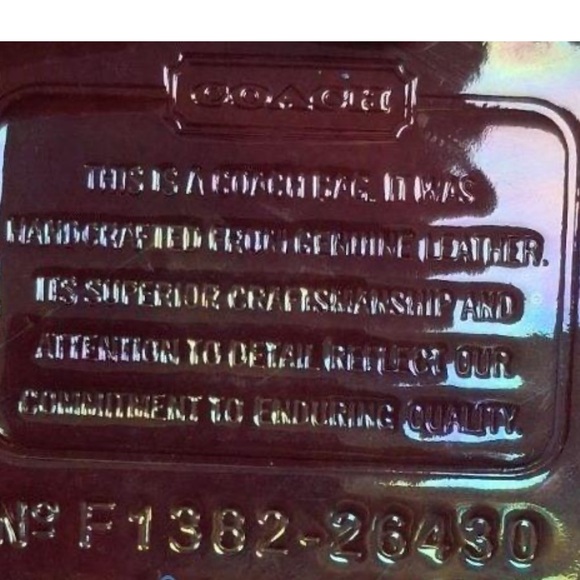 COACH
THIS IS A COACH BAG. IT WAS
HANDCRAFTED FROM GENUINE LEATHER.
ITS SUPERIOR CRAFTSMANSHIP AND
ATTENTION TO DETAIL REFLECT OUR
COMMITMENT TO ENDURING QUALITY.
Nº F1382-26430